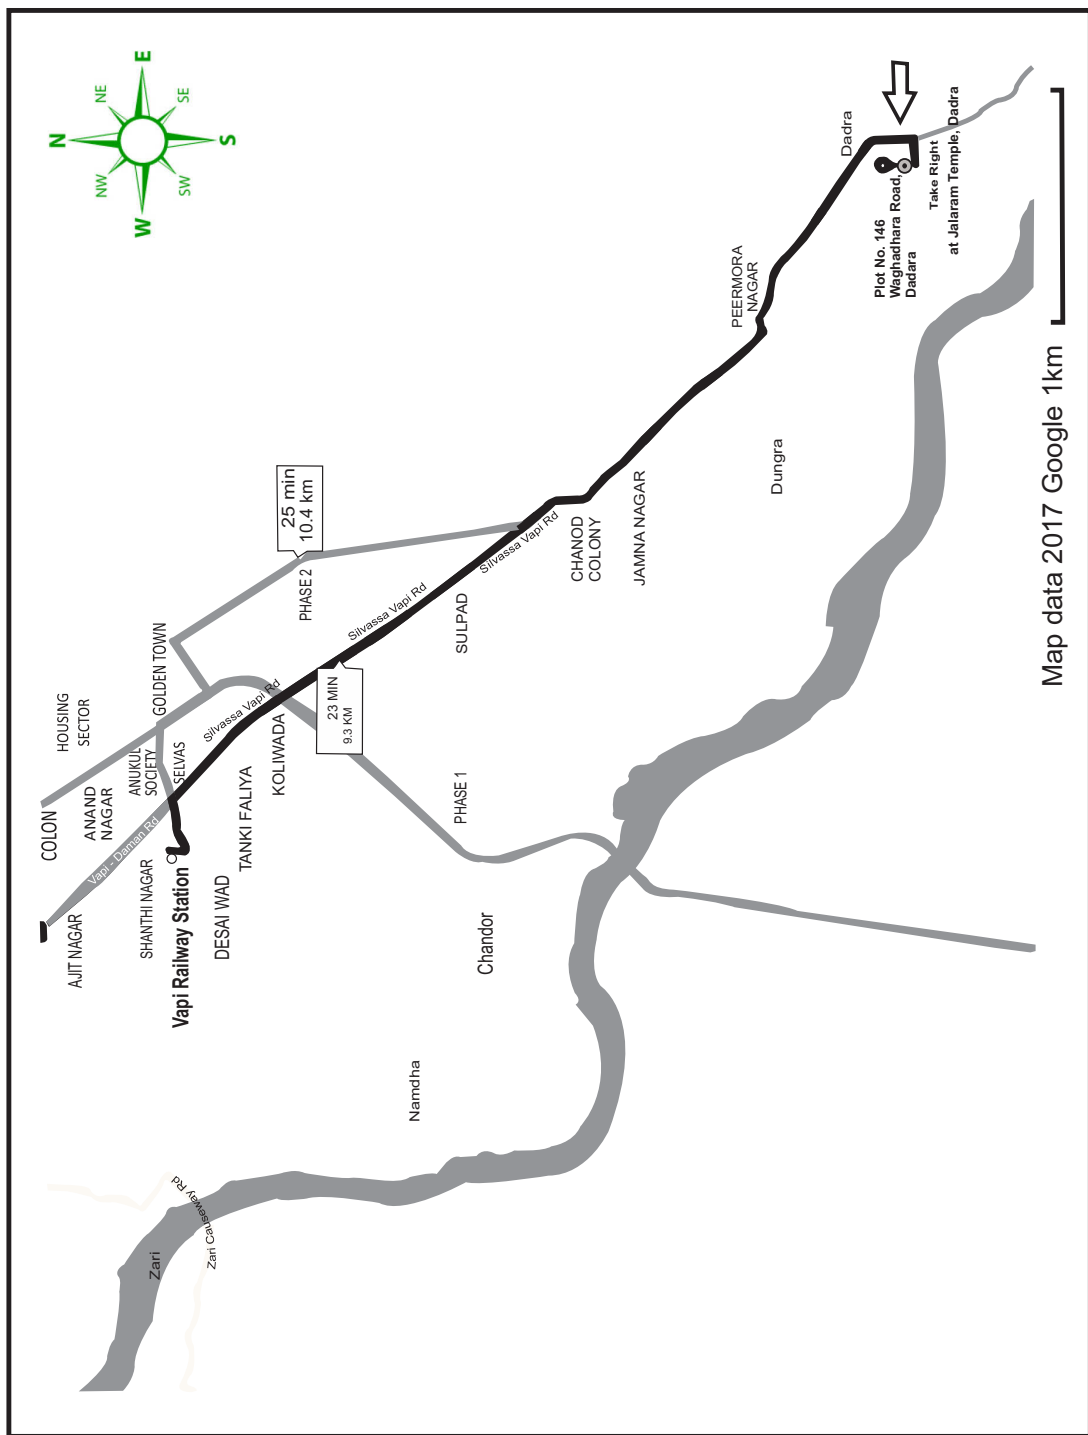 N
NE
E
SE
S
SW
W
NW
COLON
HOUSING
SECTOR
ANAND
NAGAR
AJIT NAGAR
Vapi - Daman Rd
ANUKUL
SOCIETY
GOLDEN TOWN
SELVAS
SHANTHI NAGAR
Vapi Railway Station
DESAI WAD
TANKI FALIYA
KOLIWADA
Silvassa Vapi Rd
25 min
10.4 km
PHASE 2
23 MIN
9.3 KM
Silvassa Vapi Rd
SULPAD
Silvassa Vapi Rd
PHASE 1
CHANOD
COLONY
JAMNA NAGAR
PEERMORA
NAGAR
Dungra
Dadra
Plot No. 146
Waghadhara Road,
Dadara
Take Right
at Jalaram Temple, Dadra
Chandor
Namdha
Zari
Zari Causeway Rd
Map data 2017 Google 1km